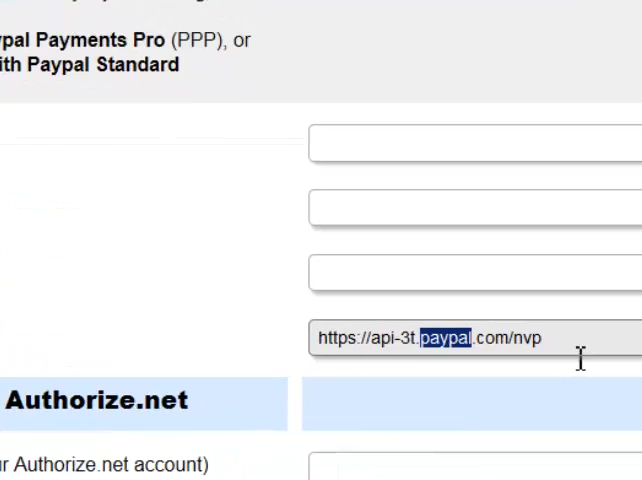 ypal Payments Pro (PPP), or
ith Paypal Standard
https://api-3t.paypal.com/nvp
Authorize.net
ur Authorize.net account)